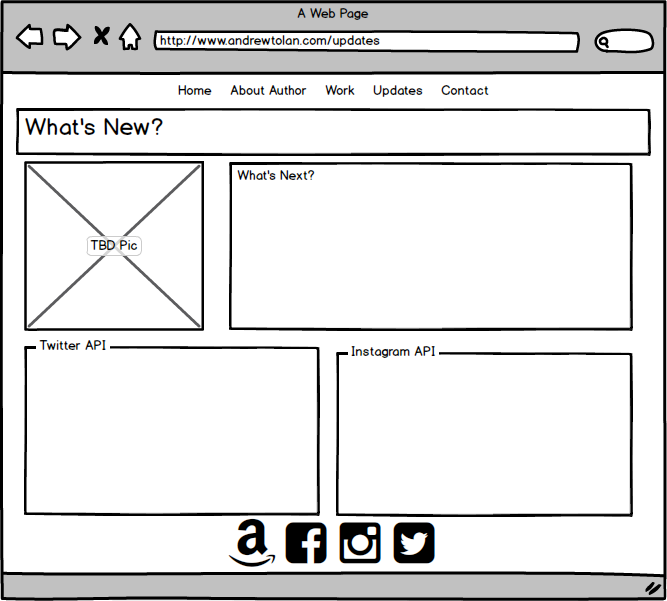 A Web Page
http://www.andrewtolan.com/updates
Home About Author Work Updates Contact
What's New?
What's Next?
TBD Pic
Twitter API
Instagram API